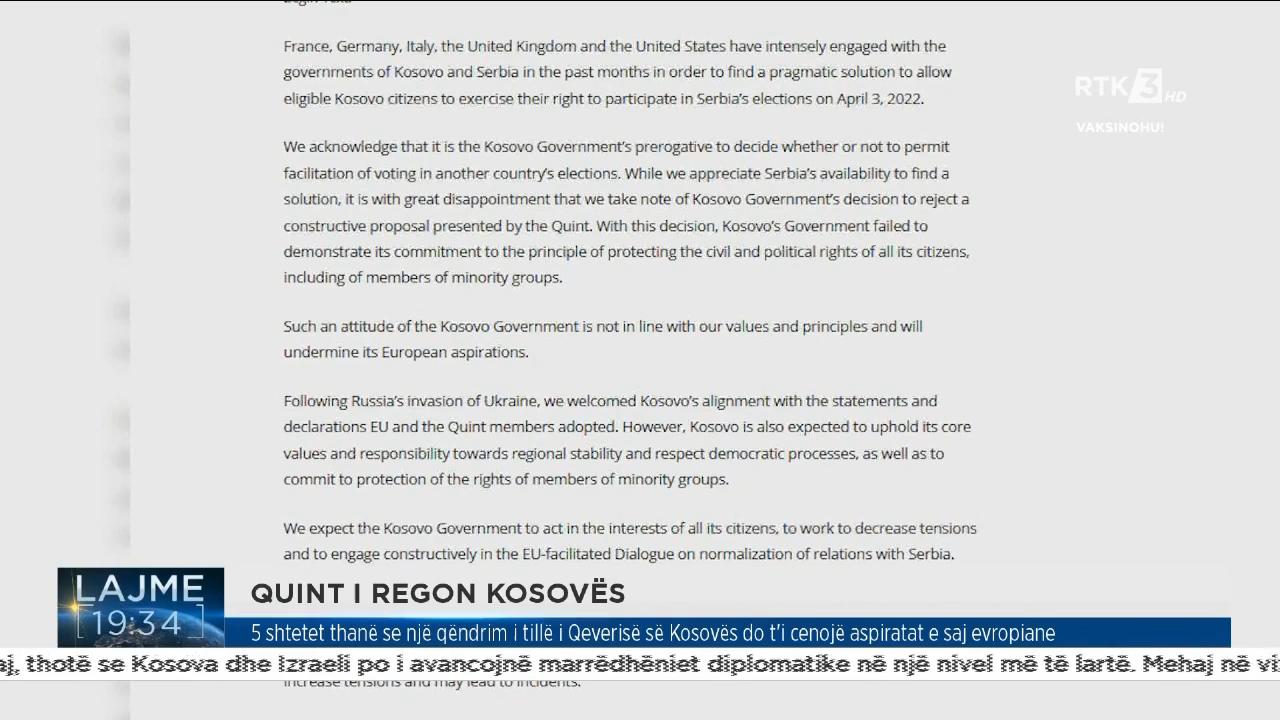 France, Germany, Italy, the United Kingdom and the United States have intensely engaged with the
governments of Kosovo and Serbia in the past months in order to find a pragmatic solution to allow
eligible Kosovo citizens to exercise their right to participate in Serbia's elections on April 3, 2022.
RTK 3 HD
VAKSINOHU!
We acknowledge that it is the Kosovo Government's prerogative to decide whether or not to permit
facilitation of voting in another country's elections. While we appreciate Serbia's availability to find a
solution, it is with great disappointment that we take note of Kosovo Government's decision to reject a
constructive proposal presented by the Quint. With this decision, Kosovo's Government failed to
demonstrate its commitment to the principle of protecting the civil and political rights of all its citizens,
including of members of minority groups.
Such an attitude of the Kosovo Government is not in line with our values and principles and will
undermine its European aspirations.
Following Russia's invasion of Ukraine, we welcomed Kosovo's alignment with the statements and
declarations EU and the Quint members adopted. However, Kosovo is also expected to uphold its core
values and responsibility towards regional stability and respect democratic processes, as well as to
commit to protection of the rights of members of minority groups.
We expect the Kosovo Government to act in the interests of all its citizens, to work to decrease tensions
and to engage constructively in the EU-facilitated Dialogue on normalization of relations with Serbia.
LAJME
19:34
QUINT I REGON KOSOVËS
5 shtetet thanë se një qëndrim i tillë i Qeverisë së Kosovës do t'i cenojë aspiratat e saj evropiane
aj, thotë se Kosova dhe Izraeli po i avancojnë marrëdhëniet diplomatike në një nivel më të lartë. Mehaj në vi
increase tensions and may lead to incidents.